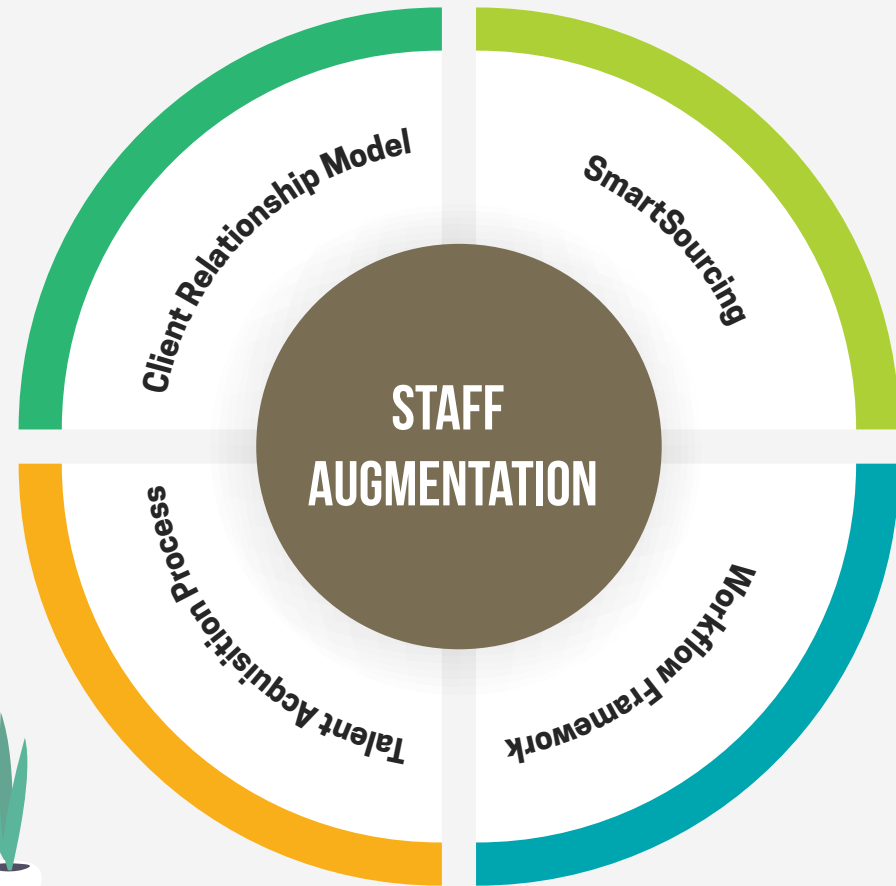 Client Relationship Model
SmartSourcing
STAFF
AUGMENTATION
Talent Acquisition Process
Workflow Framework